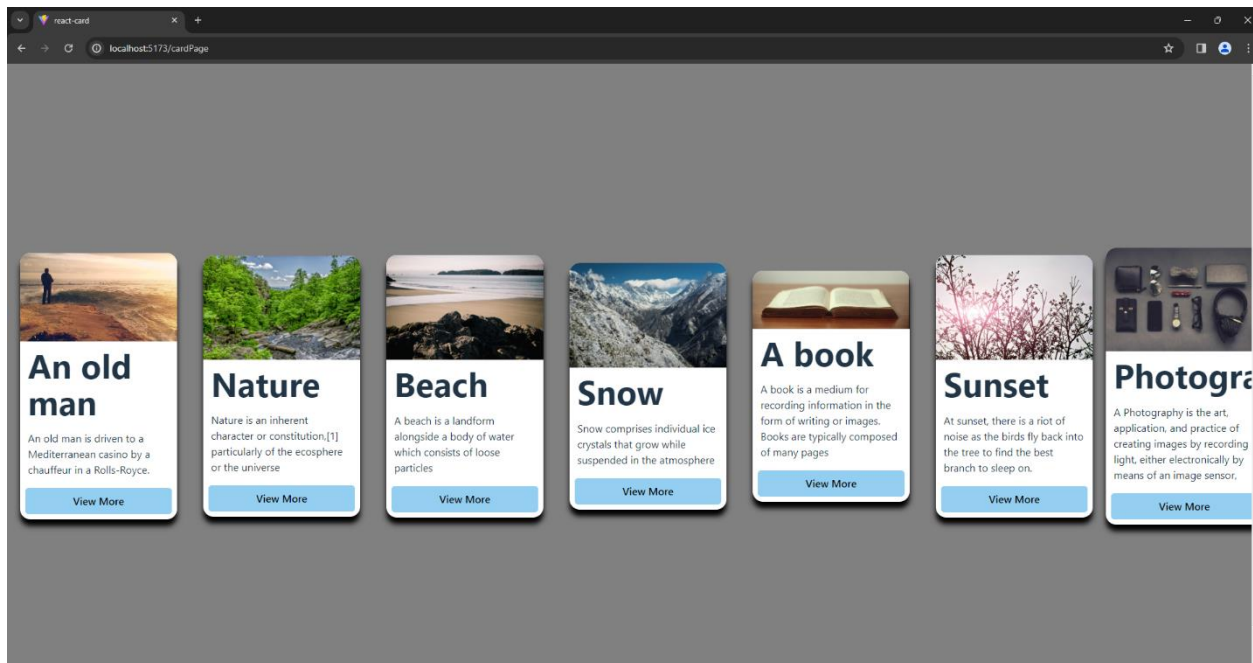 react-card
localhost:5173/cardPage
An old
man
An old man is driven to a
Mediterranean casino by a
chauffeur in a Rolls-Royce.
View More
Nature
Nature is an inherent
character or constitution,[1]
particularly of the ecosphere
or the universe
View More
Beach
A beach is a landform
alongside a body of water
which consists of loose
particles
View More
Snow
Snow comprises individual ice
crystals that grow while
suspended in the atmosphere
View More
A book
A book is a medium for
recording information in the
form of writing or images.
Books are typically composed
of many pages
View More
Sunset
At sunset, there is a riot of
noise as the birds fly back into
the tree to find the best
branch to sleep on.
View More
Photogra
A Photography is the art,
application, and practice of
creating images by recording
light, either electronically by
means of an image sensor,
View More